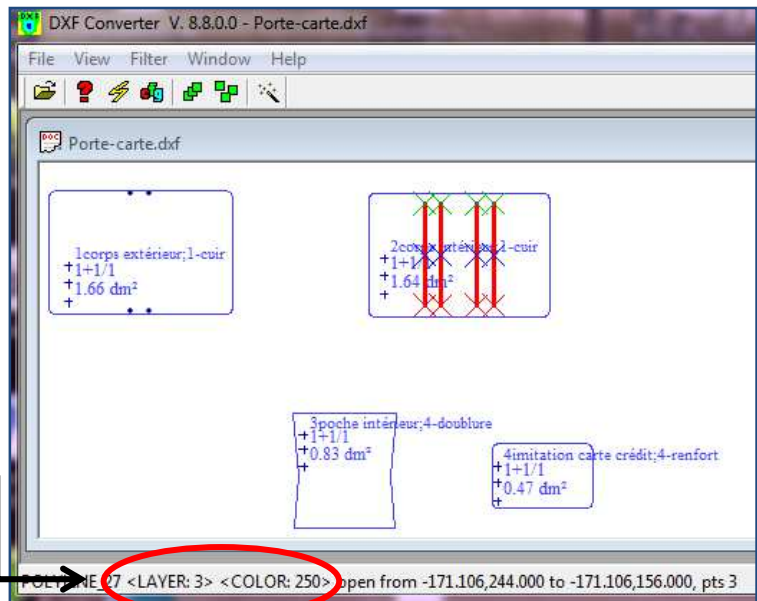 DXF Converter V. 8.8.0.0 - Porte-carte.dxf
File View Filter Window Help
Porte-carte.dxf
1corps extérieur;1-cuir
1+1/1
1.66 dm²
2corps intérieur;1-cuir
1+1/1
1.64 dm²
3poche intérieur;4-doublure
1+1/1
0.83 dm²
4imitation carte crédit;4-renfort
1+1/1
0.47 dm²
<LAYER: 3> <COLOR: 250> open from -171.106,244.000 to -171.106,156.000, pts 3